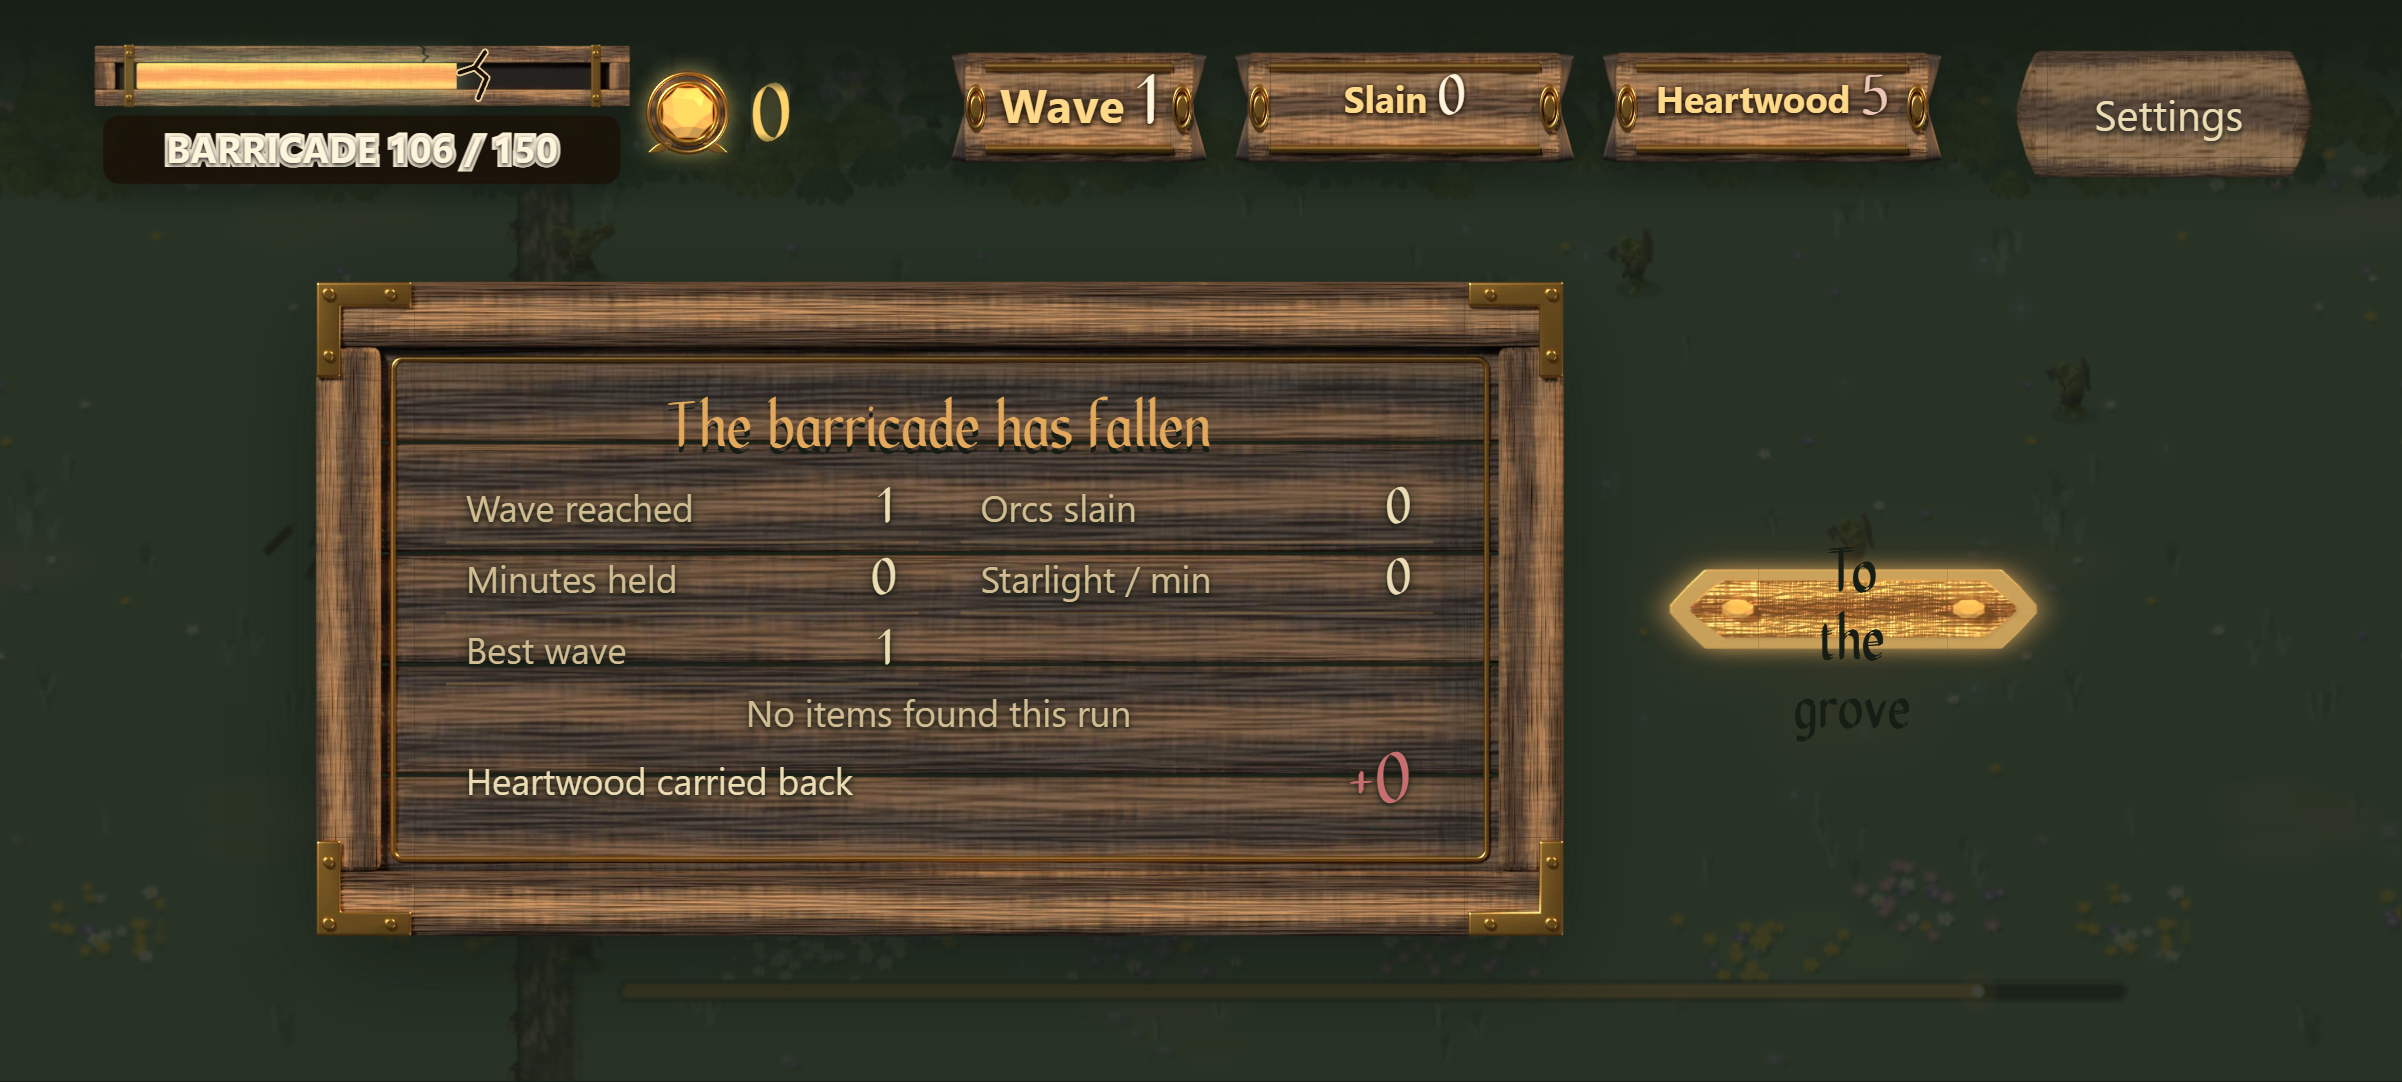 BARRICADE 106 / 150
0
Wave 1
Slain 0
Heartwood 5
Settings
The barricade has fallen
Wave reached 1
Orcs slain 0
Minutes held 0
Starlight / min 0
Best wave 1
No items found this run
Heartwood carried back +0
To
the
grove